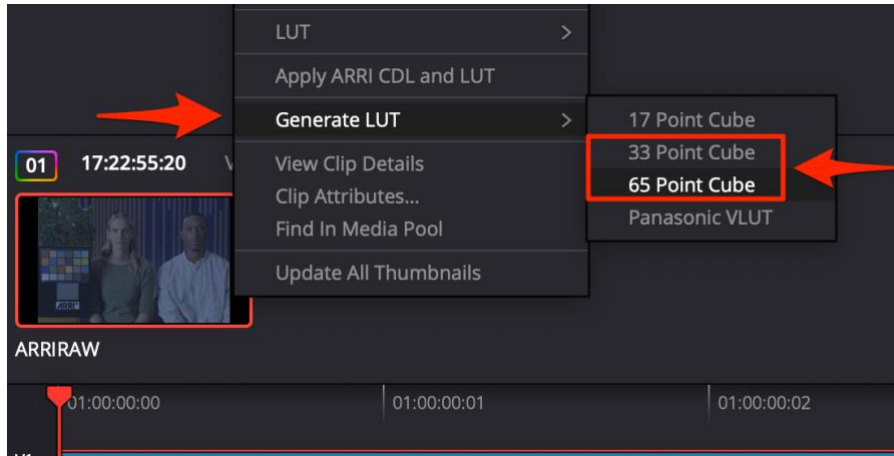 LUT
Apply ARRI CDL and LUT
Generate LUT
17 Point Cube
33 Point Cube
65 Point Cube
Panasonic VLUT
01 17:22:55:20
View Clip Details
Clip Attributes...
Find In Media Pool
Update All Thumbnails
ARRI
ARRIRAW
01:00:00:00 01:00:00:01 01:00:00:02